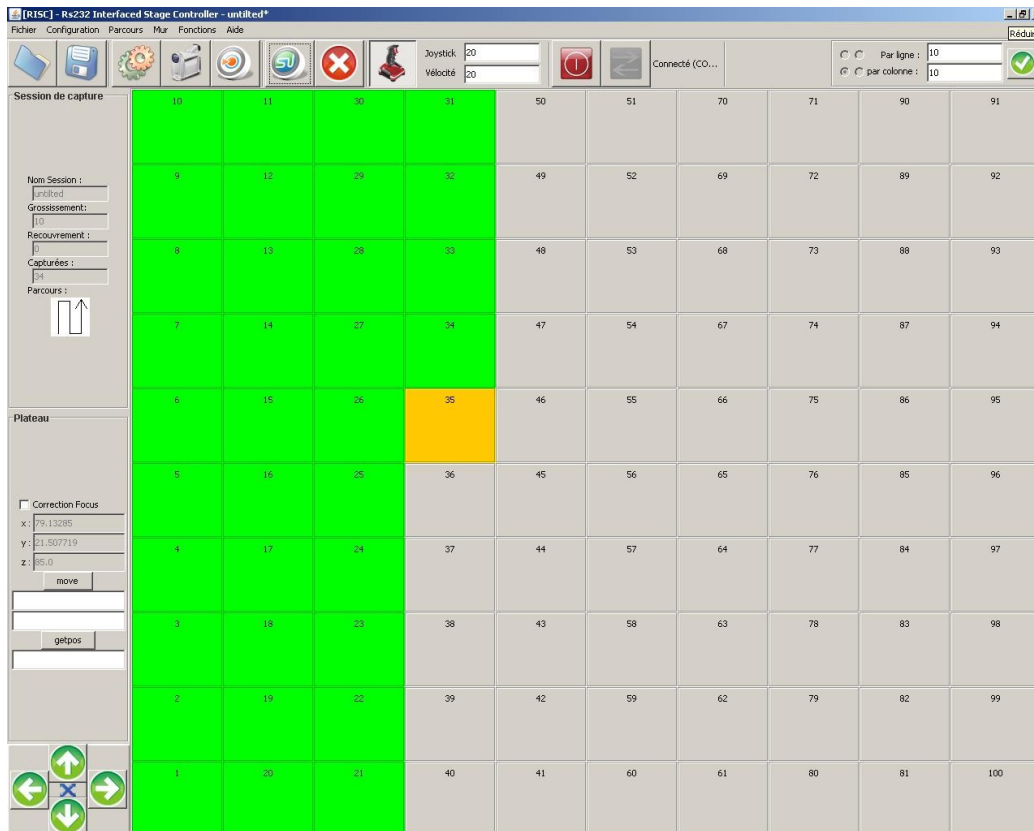 [RISC] - Rs232 Interfaced Stage Controller - untilted*
Fichier Configuration Parcours Mur Fonctions Aide
Réduir
Joystick 20
Vélocité 20
Connecté (CO...
Par ligne : 10
par colonne : 10
Session de capture
Nom Session :
untilted
Grossissement:
10
Recouvrement :
0
Capturées :
34
Parcours :
Plateau
Correction Focus
x : 79.13285
y : 21.507719
z : 85.0
move
getpos
10 11 30 31 50 51 70 71 90 91
9 12 29 32 49 52 69 72 89 92
8 13 28 33 48 53 68 73 88 93
7 14 27 34 47 54 67 74 87 94
6 15 26 35 46 55 66 75 86 95
5 16 25 36 45 56 65 76 85 96
4 17 24 37 44 57 64 77 84 97
3 18 23 38 43 58 63 78 83 98
2 19 22 39 42 59 62 79 82 99
1 20 21 40 41 60 61 80 81 100